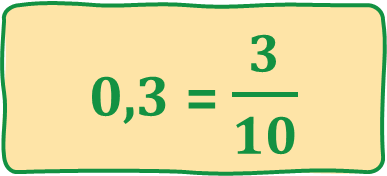 0,3 = 3/10